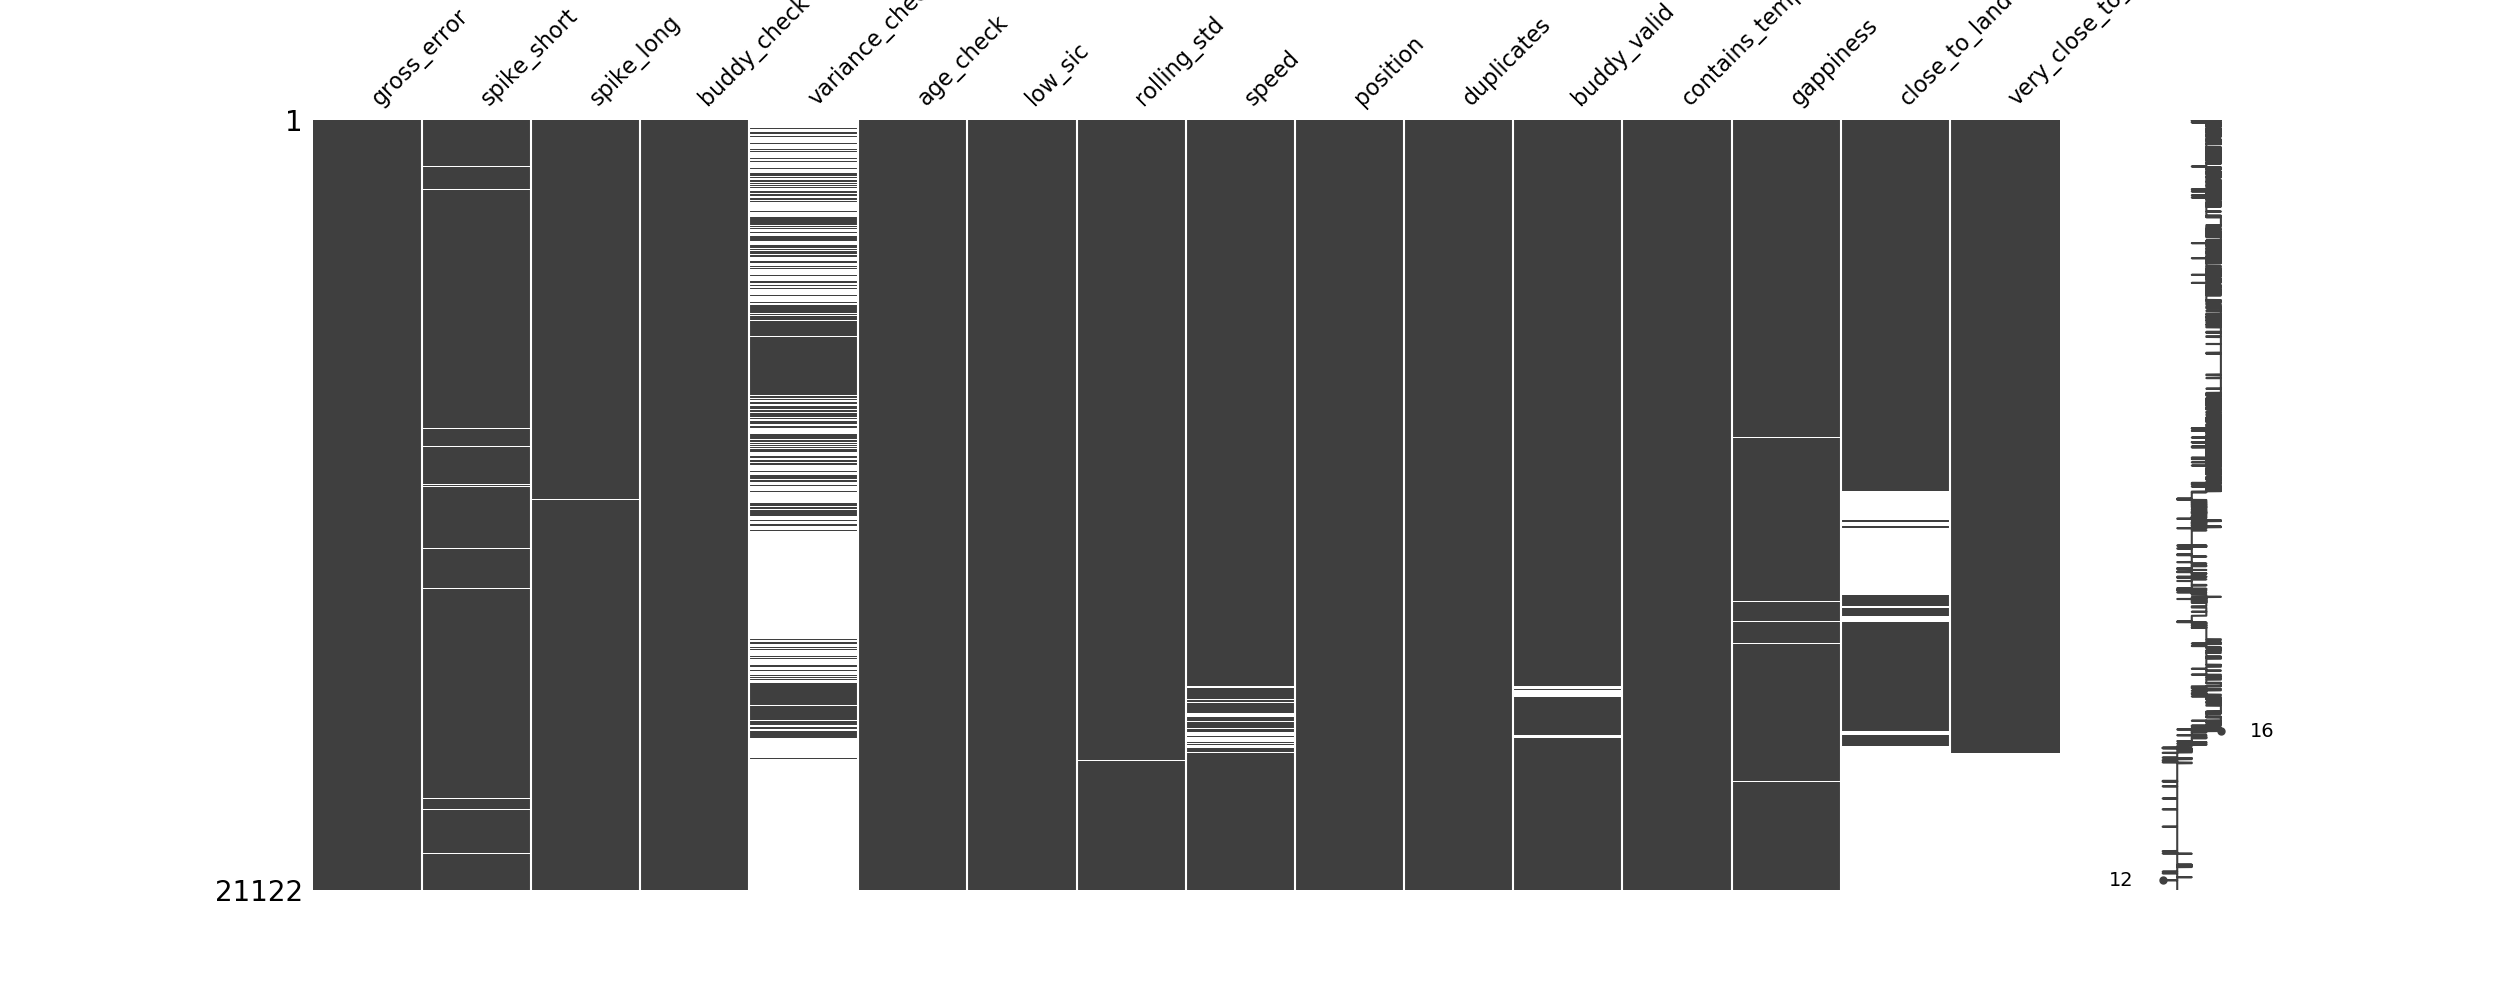 gross_error
spike_short
spike_long
buddy_check
age_check
low_sic
rolling_std
speed
position
duplicates
buddy_valid
gappiness
close_to_land
1
21122
16
12